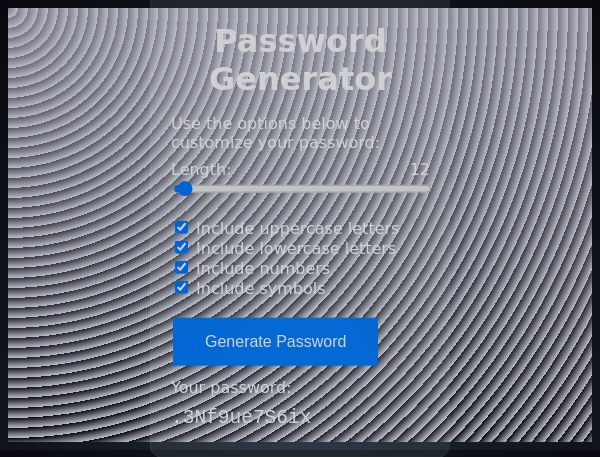 Password
Generator
Use the options below to
customize your password:
Length: 12
Include uppercase letters
Include lowercase letters
Include numbers
Include symbols
Generate Password
Your password:
.3Nf9ue7S6ix